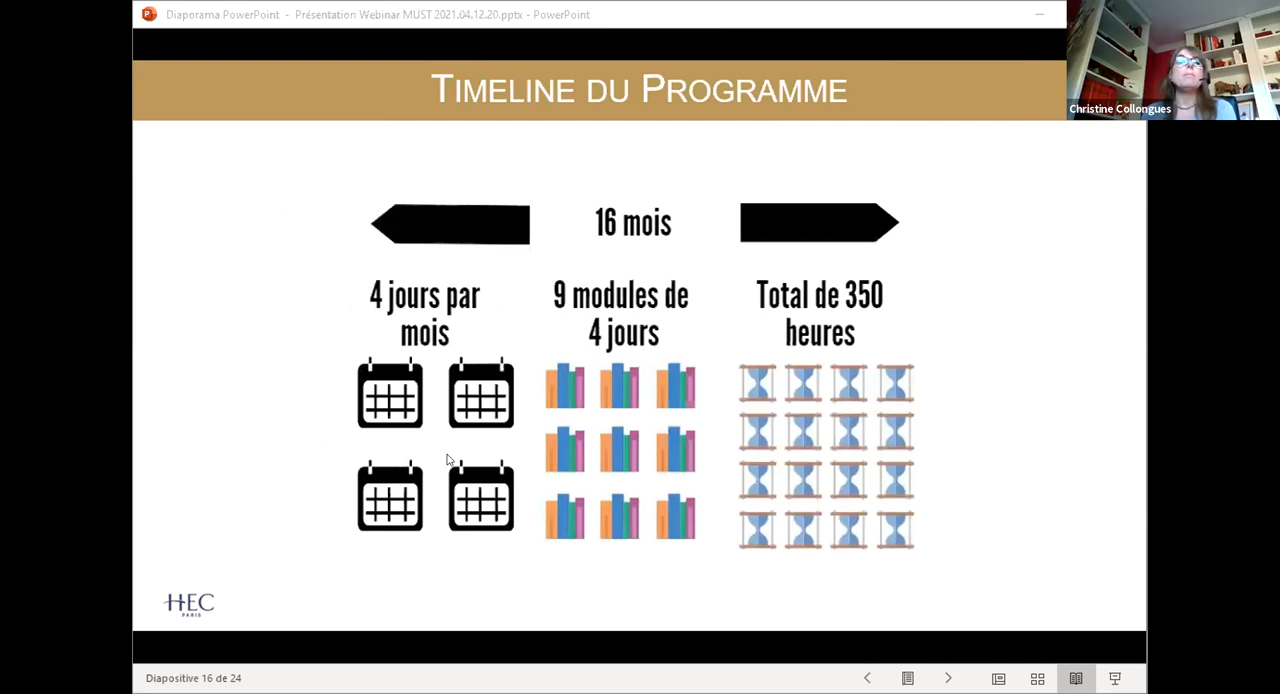 Diaporama PowerPoint - Présentation Webinar MUST 2021.04.12.20.pptx - PowerPoint
TIMELINE DU PROGRAMME
Christine Collongues
16 mois
4 jours par
mois
9 modules de
4 jours
Total de 350
heures
HEC
PARIS
Diapositive 16 de 24